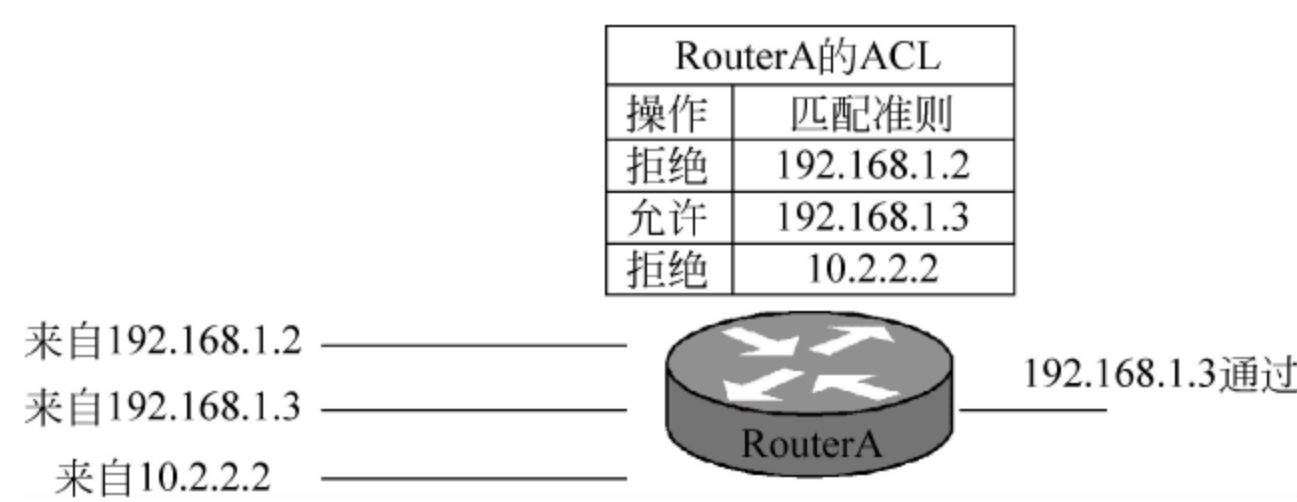 RouterA的ACL
操作 匹配准则
拒绝 192.168.1.2
允许 192.168.1.3
拒绝 10.2.2.2
来自192.168.1.2
来自192.168.1.3
来自10.2.2.2
RouterA
192.168.1.3通过